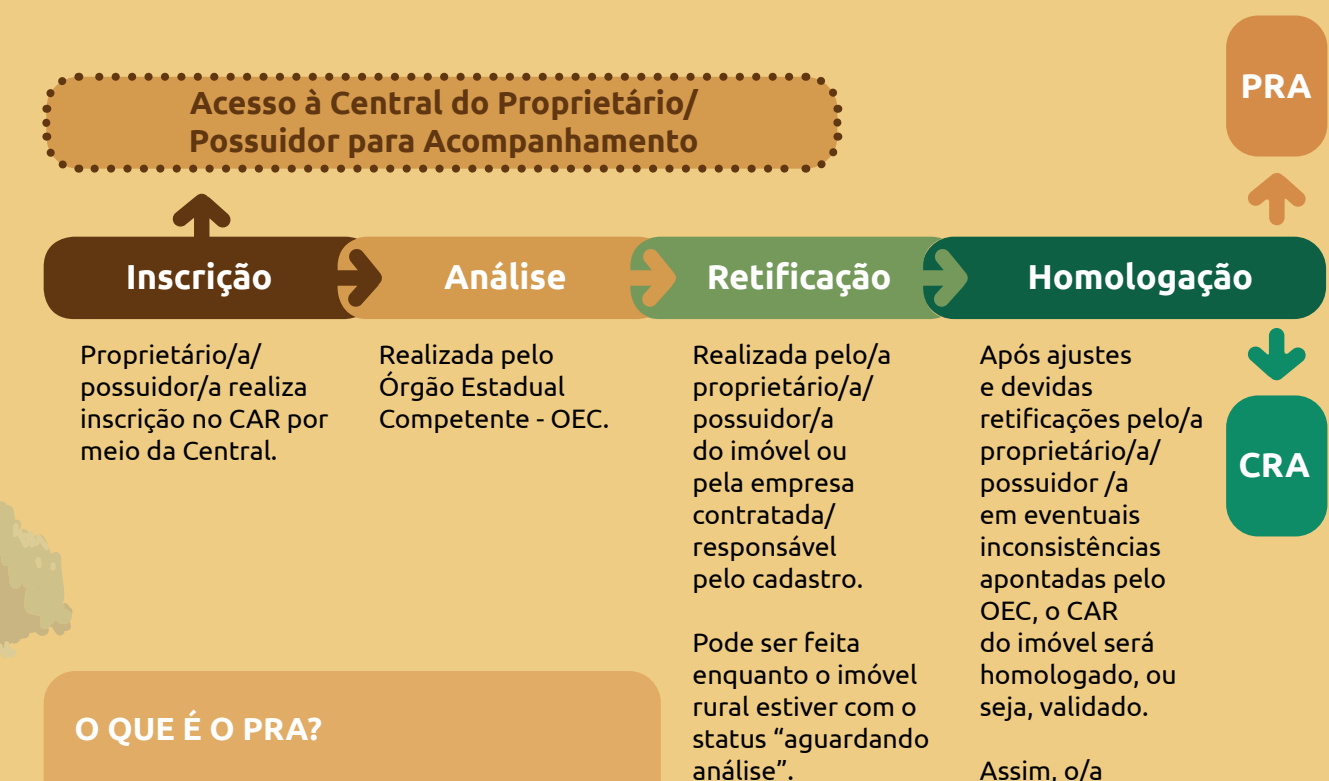 PRA
Acesso à Central do Proprietário/
Possuidor para Acompanhamento
Inscrição
Análise
Retificação
Homologação
Proprietário/a/
possuidor/a realiza
inscrição no CAR por
meio da Central.
Realizada pelo
Órgão Estadual
Competente - OEC.
Realizada pelo/a
proprietário/a/
possuidor/a
do imóvel ou
pela empresa
contratada/
responsável
pelo cadastro.
Pode ser feita
enquanto o imóvel
rural estiver com o
status “aguardando
análise”.
Após ajustes
e devidas
retificações pelo/a
proprietário/a/
possuidor /a
em eventuais
inconsistências
apontadas pelo
OEC, o CAR
do imóvel será
homologado, ou
seja, validado.
Assim, o/a
CRA
O QUE É O PRA?